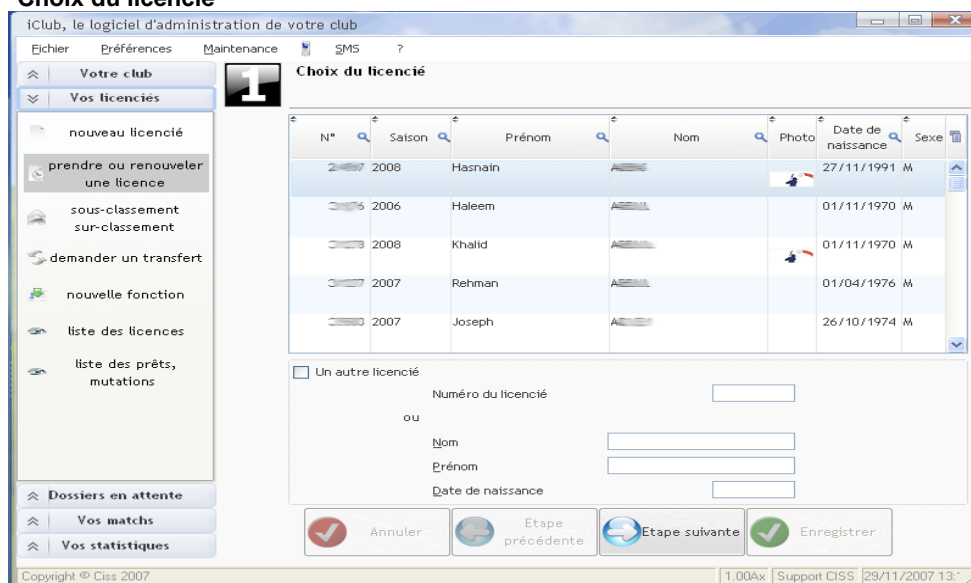 Choix du licencié
iClub, le logiciel d'administration de votre club
Eichier Préférences Maintenance SMS ?
Votre club
Vos licenciés
nouveau licencié
prendre ou renouveler
une licence
sous-classement
sur-classement
demander un transfert
nouvelle fonction
liste des licences
liste des prêts,
mutations
Dossiers en attente
Vos matchs
Vos statistiques
1 Choix du licencié
N° Saison Prénom Nom Photo Date de naissance Sexe
2008 Hasnain 27/11/1991 M
2006 Haleem 01/11/1970 M
2008 Khalid 01/11/1970 M
2007 Rehman 01/04/1976 M
2007 Joseph 26/10/1974 M
Un autre licencié
Numéro du licencié
ou
Nom
Prénom
Date de naissance
Annuler Etape précédente Etape suivante Enregistrer
Copyright © Ciss 2007 1.00Ax Support CISS 29/11/2007